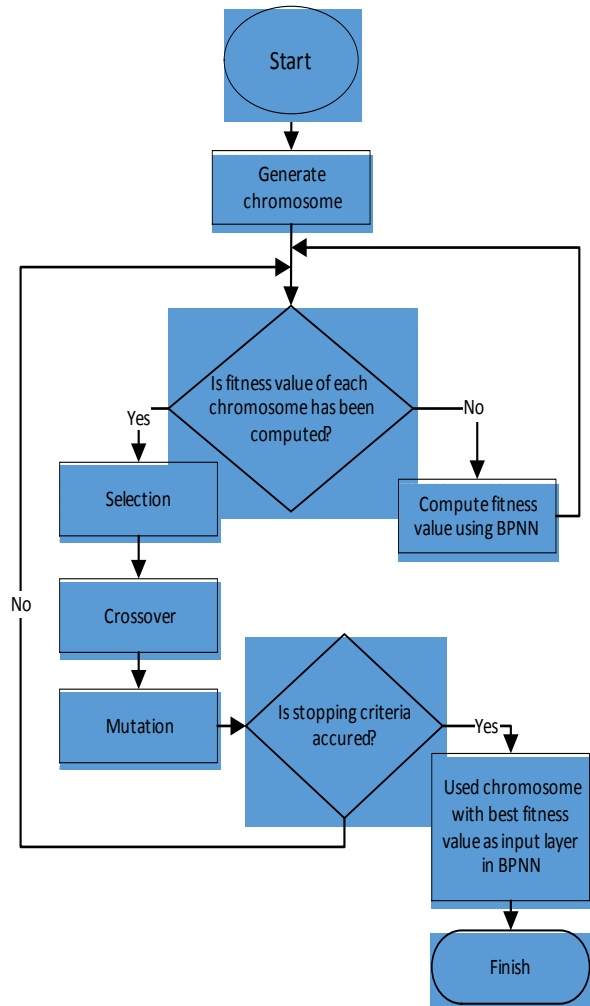 Start
Generate
chromosome
Is fitness value of each
chromosome has been
computed?
Yes
No
Selection
Compute fitness
value using BPNN
Crossover
No
Mutation
Is stopping criteria
accured?
Yes
Used chromosome
with best fitness
value as input layer
in BPNN
Finish